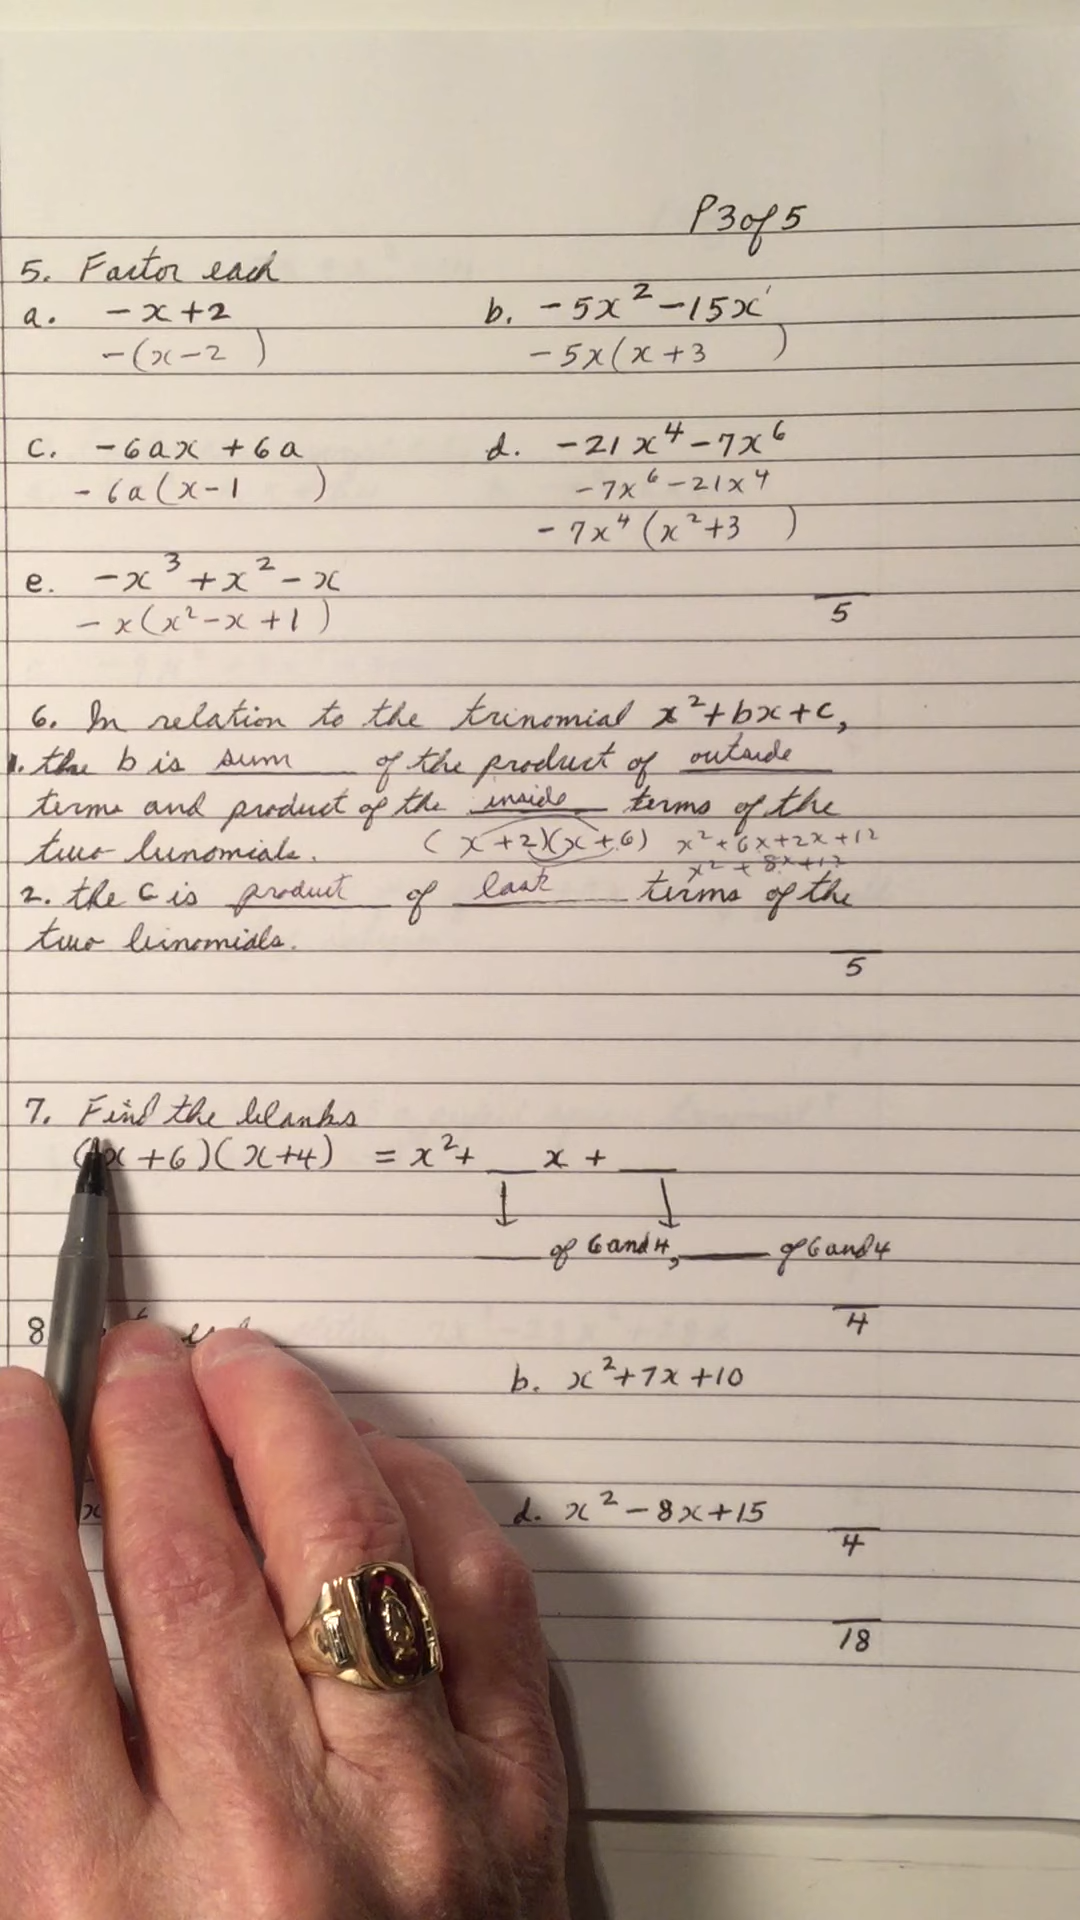 P3of 5
5. Factor each
a. -x+2 b. -5x²-15x'
-(x-2 ) -5x(x+3 )
c. -6ax +6a d. -21x⁴-7x⁶
-6a(x-1 ) -7x⁶-21x⁴
-7x⁴(x²+3 )
e. -x³+x²-x
-x(x²-x+1) 5
6. In relation to the trinomial x²+bx+c,
1. the b is sum of the product of outside
terms and product of the inside terms of the
two binomials. (x+2)(x+6) x²+6x+2x+12
x²+8x+12
2. the c is product of last terms of the
two binomials.
5
7. Find the blanks
(x+6)(x+4) = x²+ __ x + __
↓ ↓
___ of 6 and 4, ___ of 6 and 4
4
8
b. x²+7x+10
x d. x²-8x+15
4
18